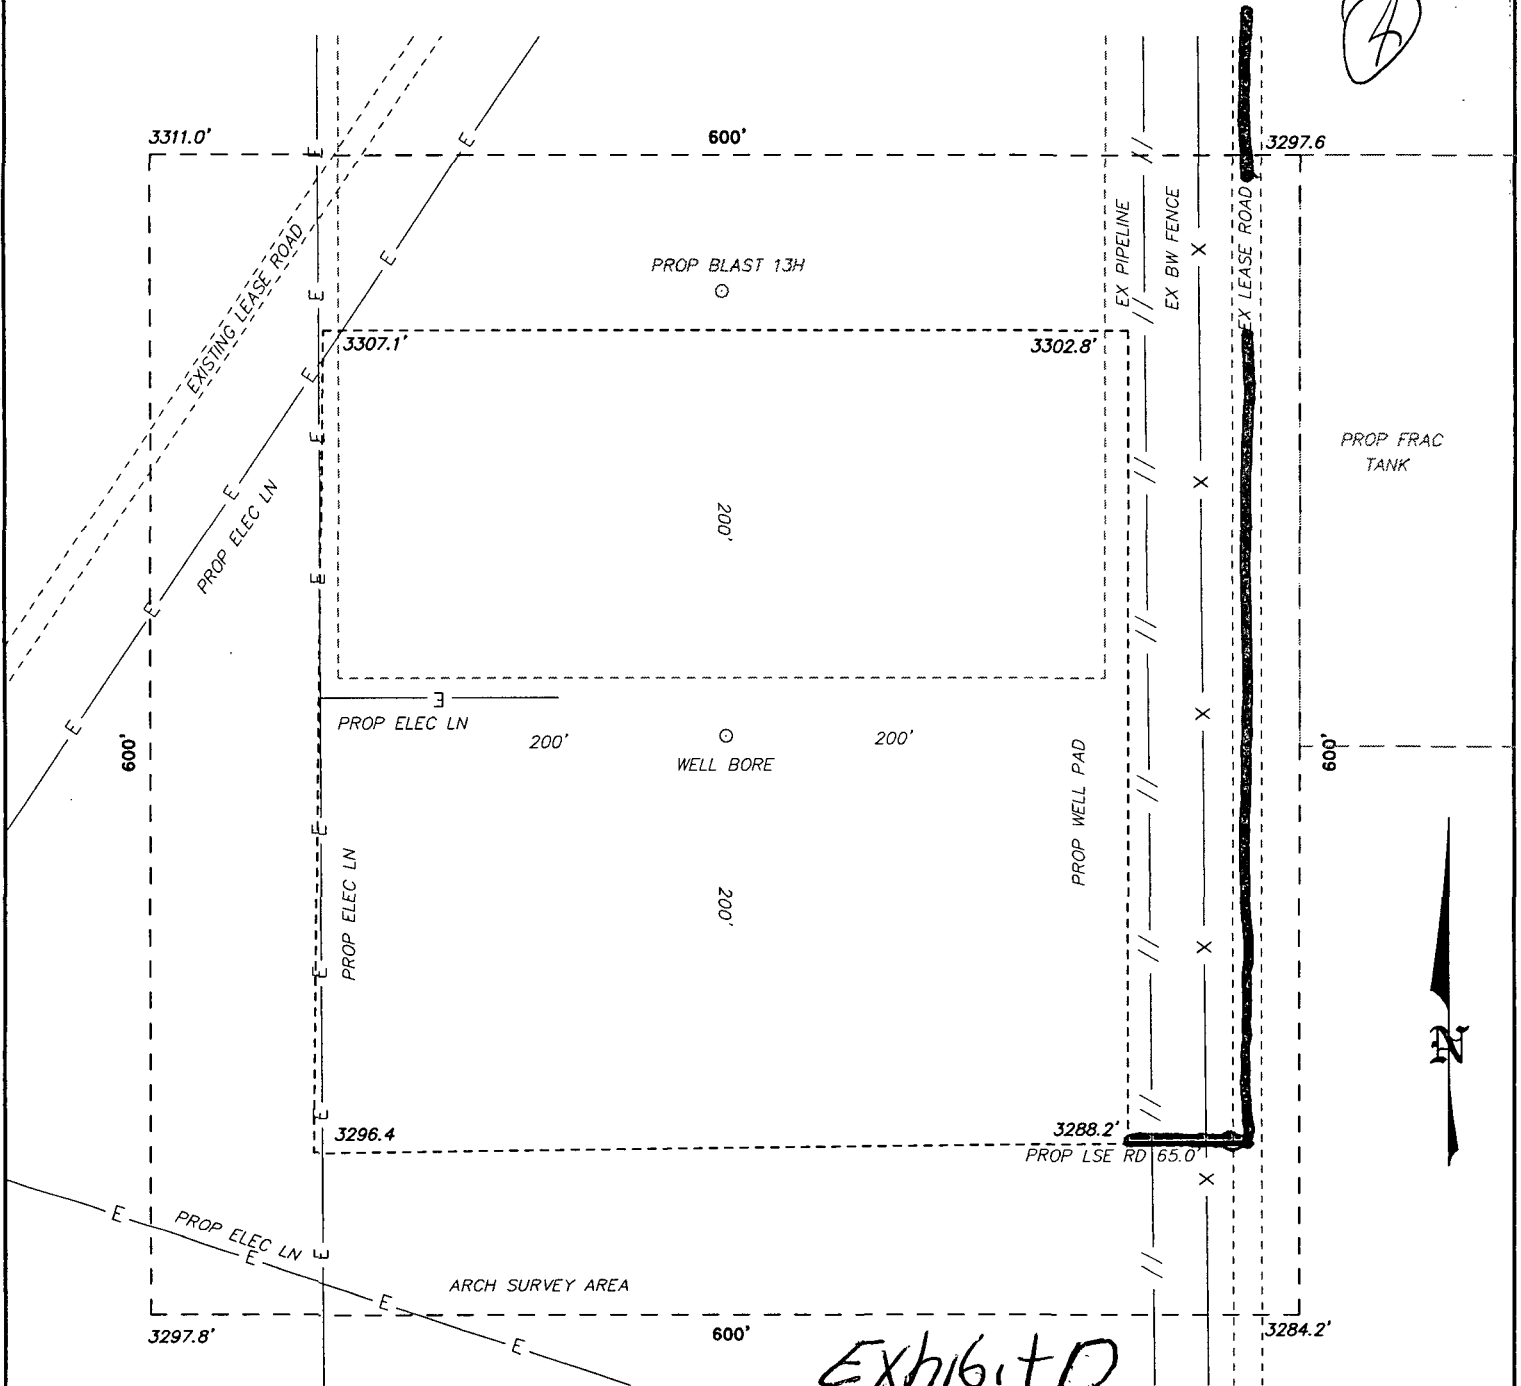 4
3311.0'
600'
3297.6
EXISTING LEASE ROAD
E
E
E
E
EX PIPELINE
EX BW FENCE
X
EX LEASE ROAD
PROP BLAST 13H
3307.1'
3302.8'
E
E
PROP FRAC
TANK
E
PROP ELEC LN
X
200'
E
E
E
E
PROP ELEC LN
200'
WELL BORE
200'
X
600'
600'
PROP WELL PAD
E
PROP ELEC LN
200'
E
X
N
E
3296.4
3288.2'
PROP LSE RD 65.0'
X
E
PROP ELEC LN
E
E
ARCH SURVEY AREA
E
3297.8'
600'
3284.2'
E
Exhibit D